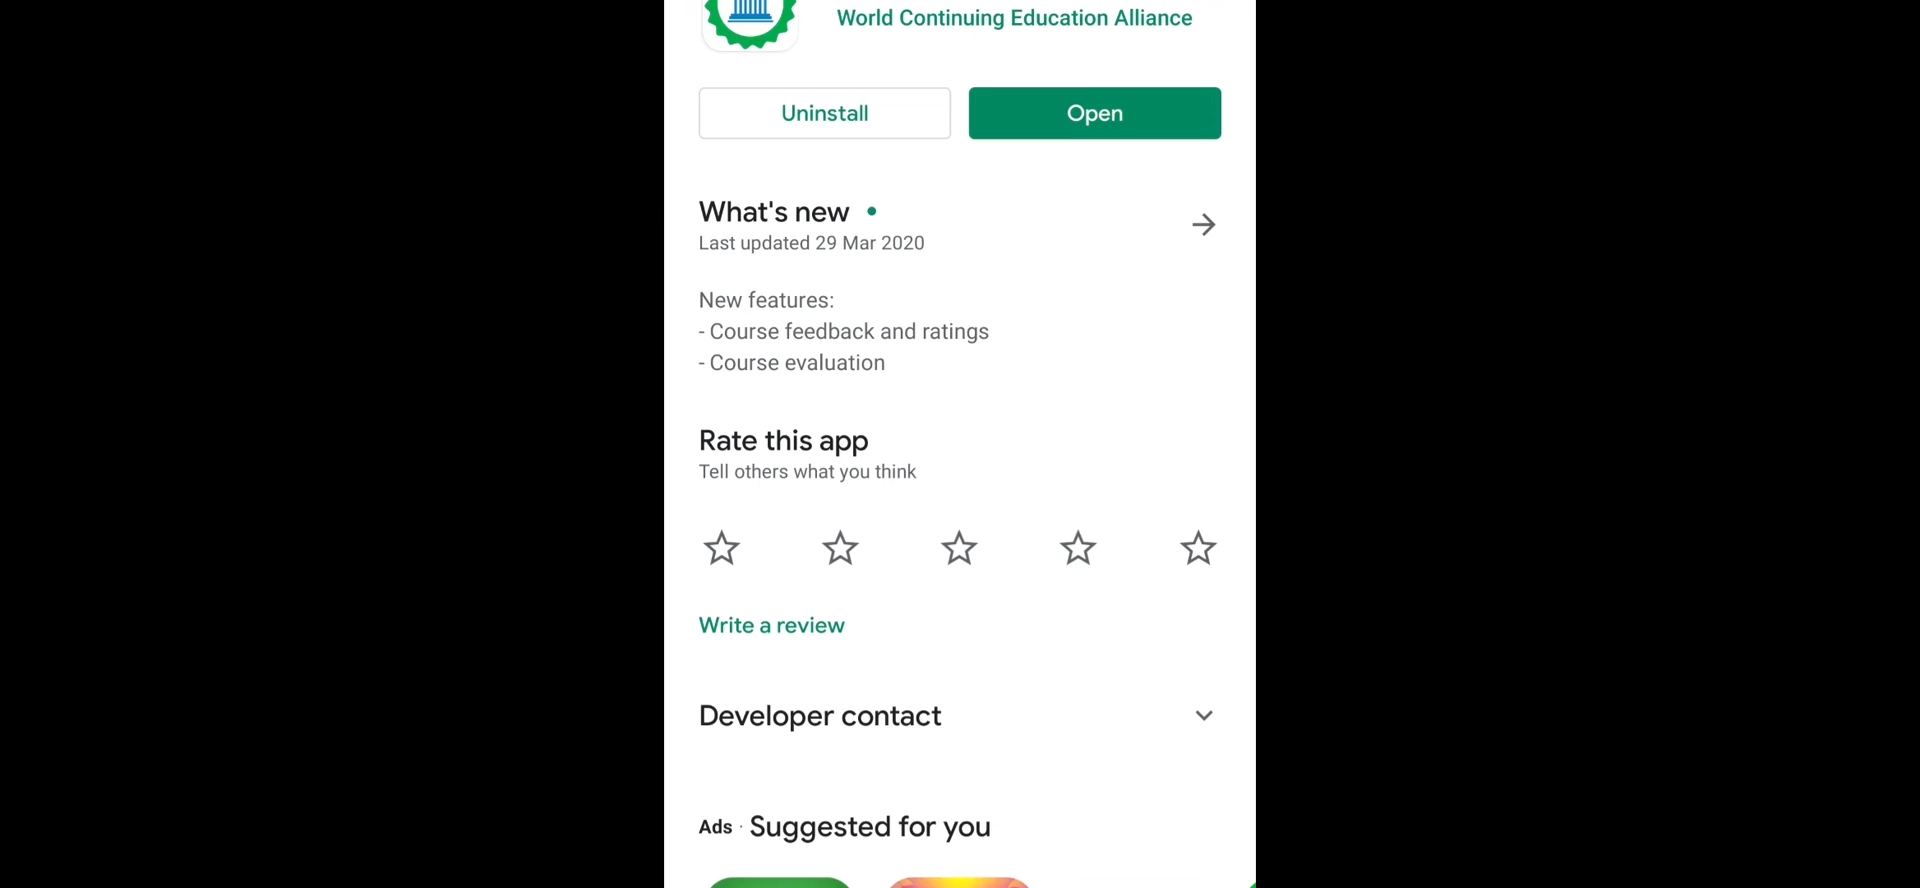 World Continuing Education Alliance
Uninstall
Open
What's new
Last updated 29 Mar 2020
New features:
- Course feedback and ratings
- Course evaluation
Rate this app
Tell others what you think
Write a review
Developer contact
Ads · Suggested for you